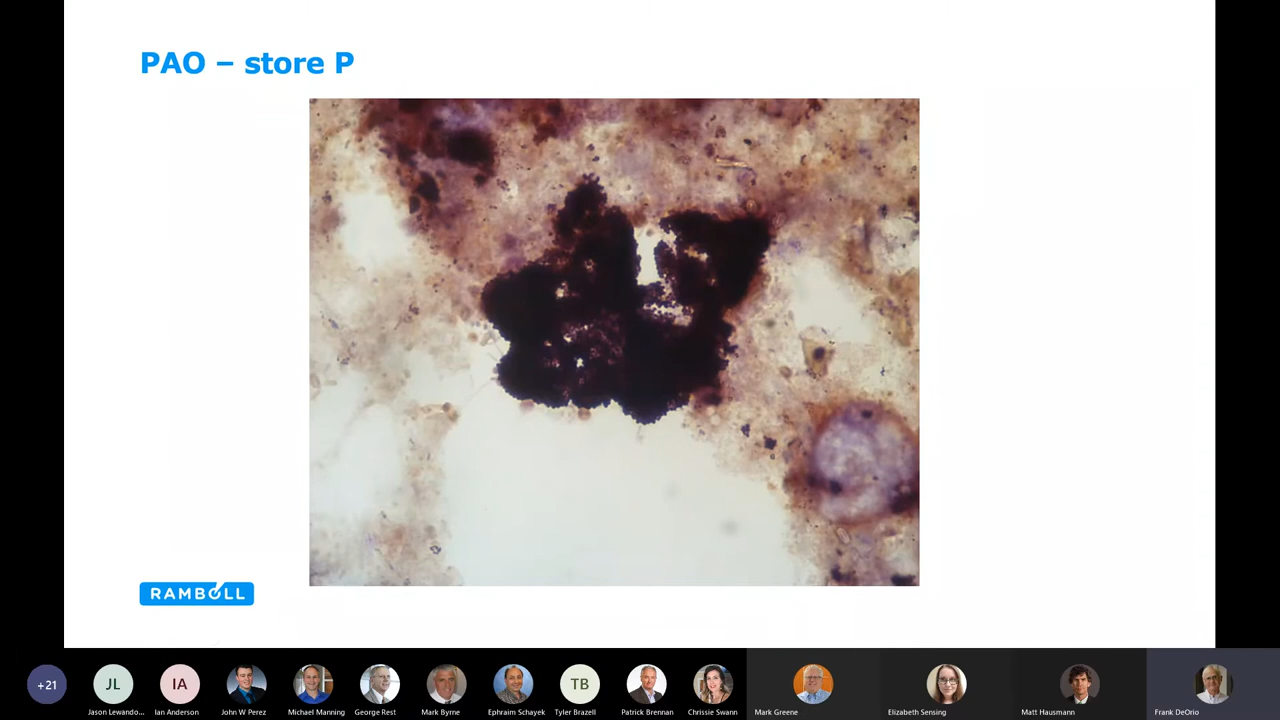 PAO – store P
RAMBOLL
+21
JL
IA
TB
Jason Lewando...
Ian Anderson
John W Perez
Michael Manning
George Rest
Mark Byrne
Ephraim Schayek
Tyler Brazell
Patrick Brennan
Chrissie Swann
Mark Greene
Elizabeth Sensing
Matt Hausmann
Frank DeOrio